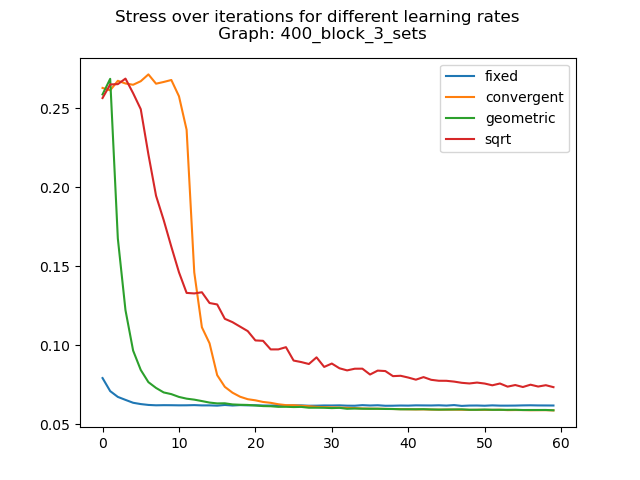 Stress over iterations for different learning rates
Graph: 400_block_3_sets
fixed
convergent
geometric
sqrt
0.25
0.20
0.15
0.10
0.05
0 10 20 30 40 50 60